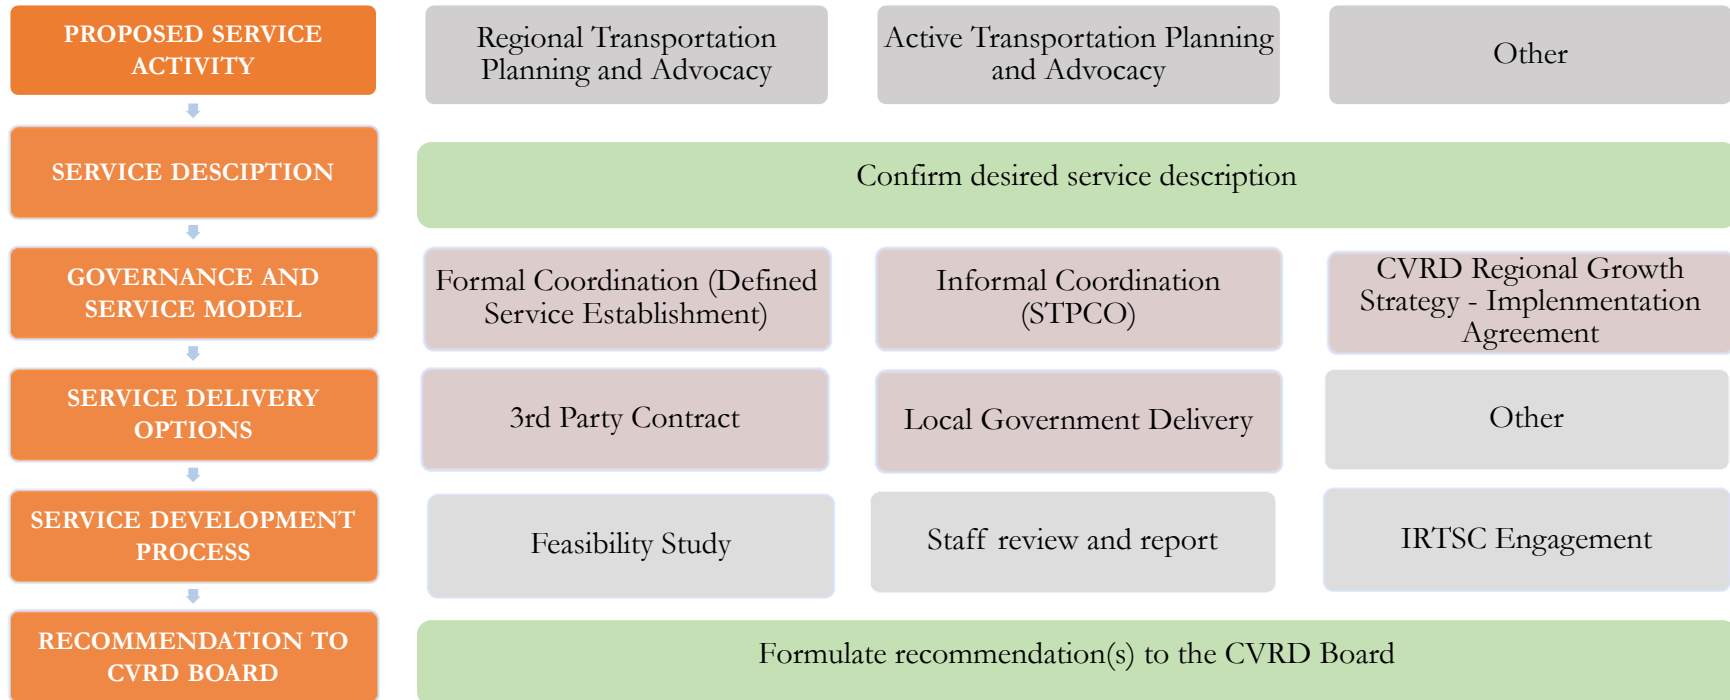 PROPOSED SERVICE
ACTIVITY
Regional Transportation
Planning and Advocacy
Active Transportation Planning
and Advocacy
Other
SERVICE DESCIPTION
Confirm desired service description
GOVERNANCE AND
SERVICE MODEL
Formal Coordination (Defined
Service Establishment)
Informal Coordination
(STPCO)
CVRD Regional Growth
Strategy - Implenmentation
Agreement
SERVICE DELIVERY
OPTIONS
3rd Party Contract
Local Government Delivery
Other
SERVICE DEVELOPMENT
PROCESS
Feasibility Study
Staff review and report
IRTSC Engagement
RECOMMENDATION TO
CVRD BOARD
Formulate recommendation(s) to the CVRD Board